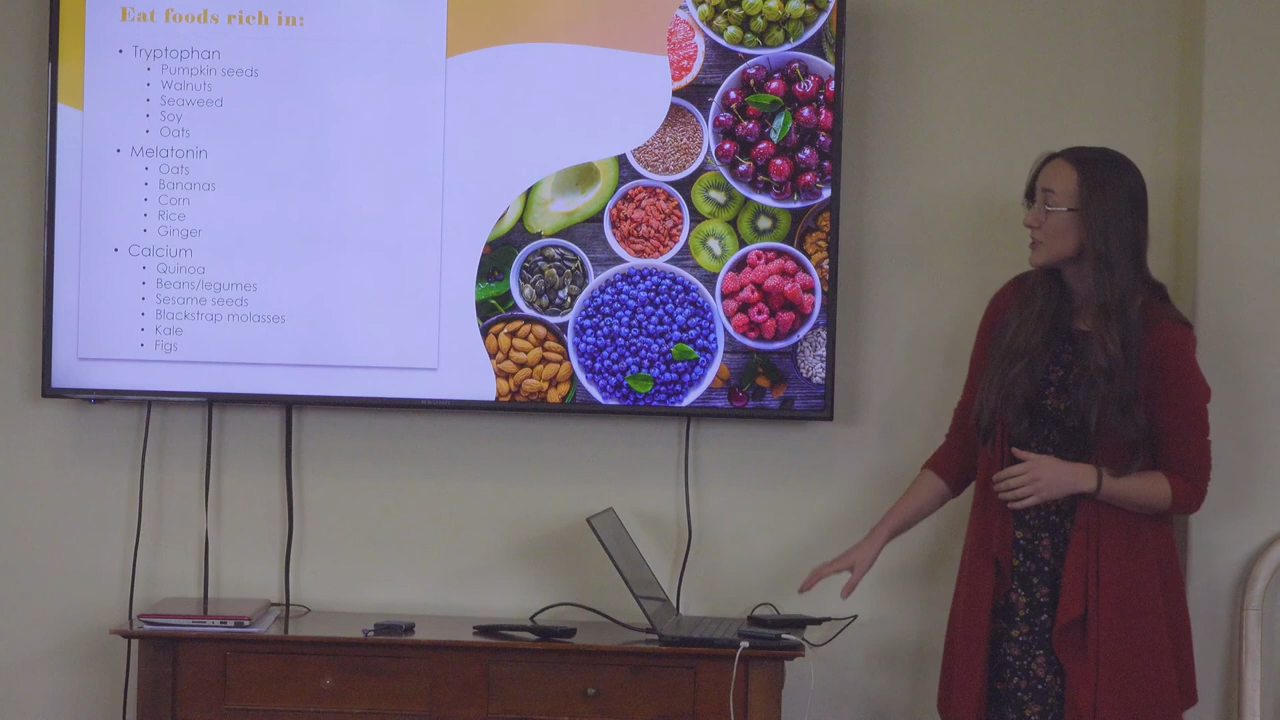 Eat foods rich in:
• Tryptophan
• Pumpkin seeds
• Walnuts
• Seaweed
• Soy
• Oats
• Melatonin
• Oats
• Bananas
• Corn
• Rice
• Ginger
• Calcium
• Quinoa
• Beans/legumes
• Sesame seeds
• Blackstrap molasses
• Kale
• Figs